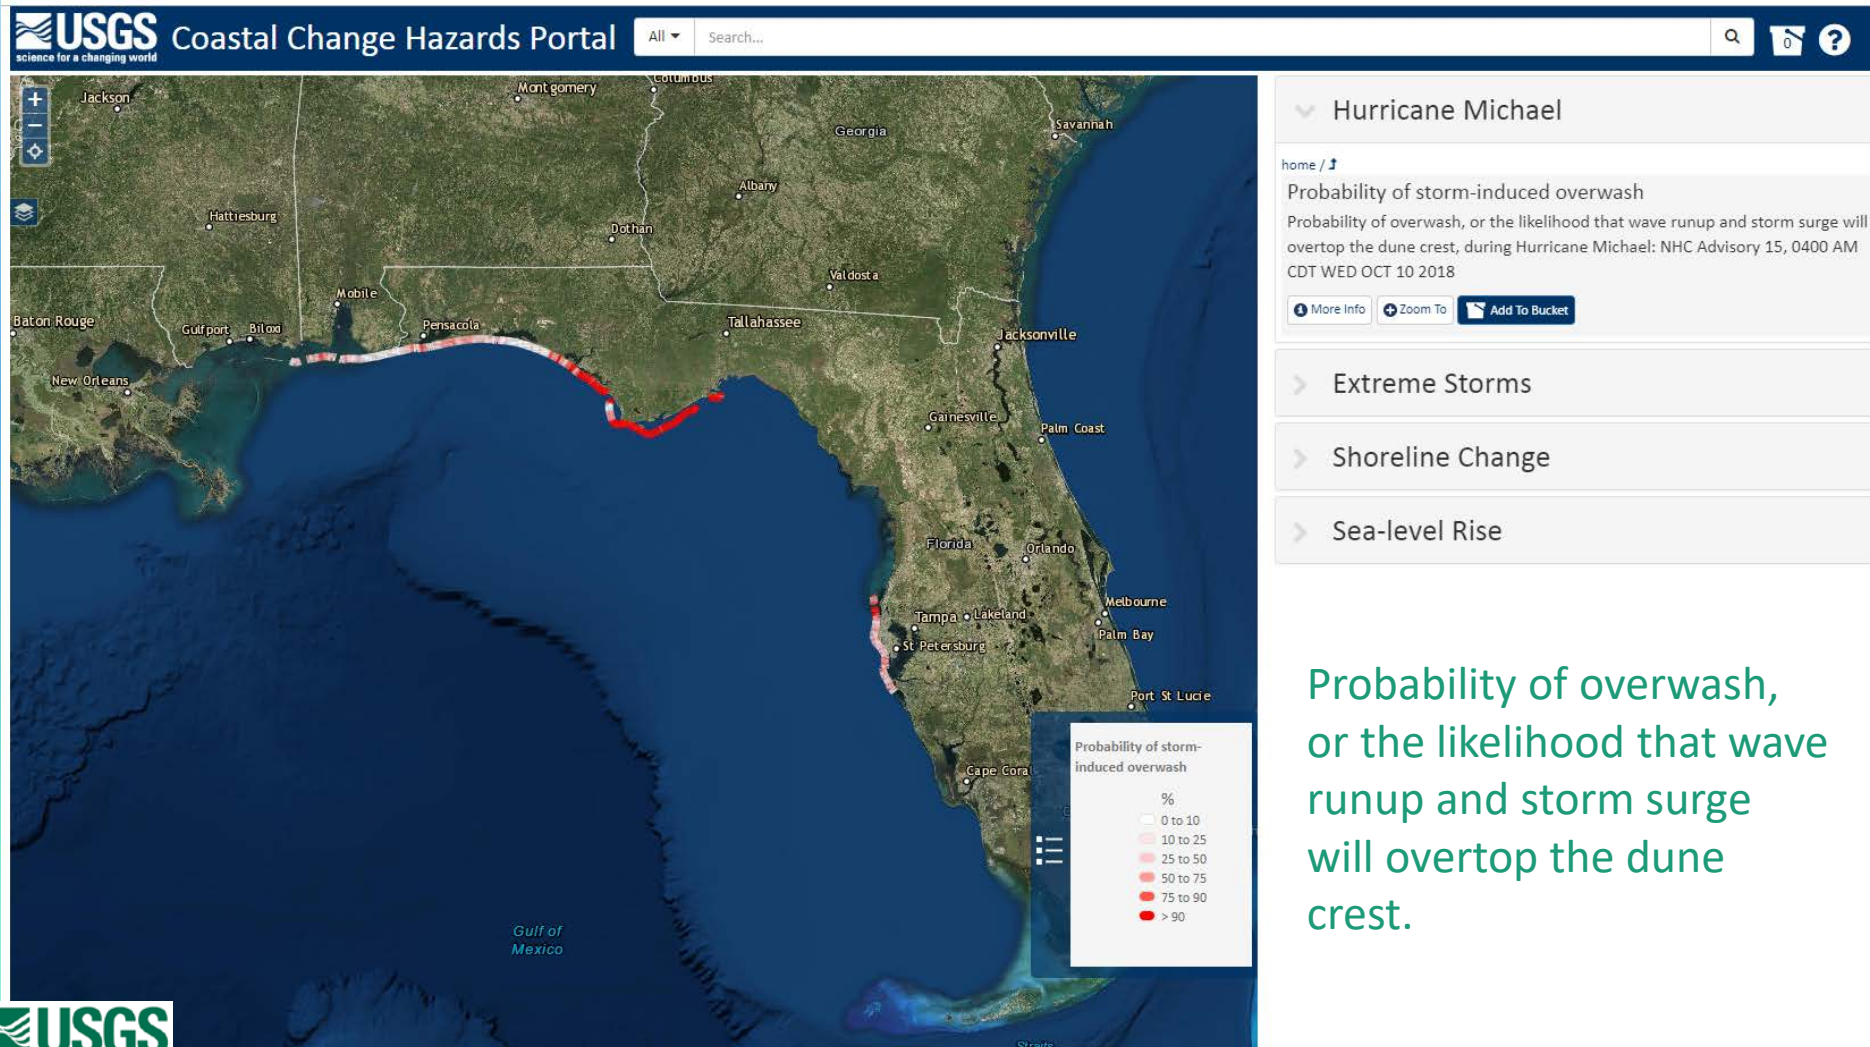 USGS
science for a changing world
Coastal Change Hazards Portal
All
Search...
0
?
Jackson
Montgomery
Columbus
Georgia
Savannah
Albany
Hattiesburg
Dothan
Valdosta
Mobile
Baton Rouge
Gulfport
Biloxi
Pensacola
Tallahassee
Jacksonville
New Orleans
Gainesville
Palm Coast
Florida
Orlando
Melbourne
Tampa
Lakeland
Palm Bay
St Petersburg
Port St Lucie
Cape Coral
Gulf of
Mexico
Straits
Probability of storm-
induced overwash
%
0 to 10
10 to 25
25 to 50
50 to 75
75 to 90
> 90
Hurricane Michael
home /
Probability of storm-induced overwash
Probability of overwash, or the likelihood that wave runup and storm surge will
overtop the dune crest, during Hurricane Michael: NHC Advisory 15, 0400 AM
CDT WED OCT 10 2018
More Info
Zoom To
Add To Bucket
Extreme Storms
Shoreline Change
Sea-level Rise
Probability of overwash,
or the likelihood that wave
runup and storm surge
will overtop the dune
crest.
USGS